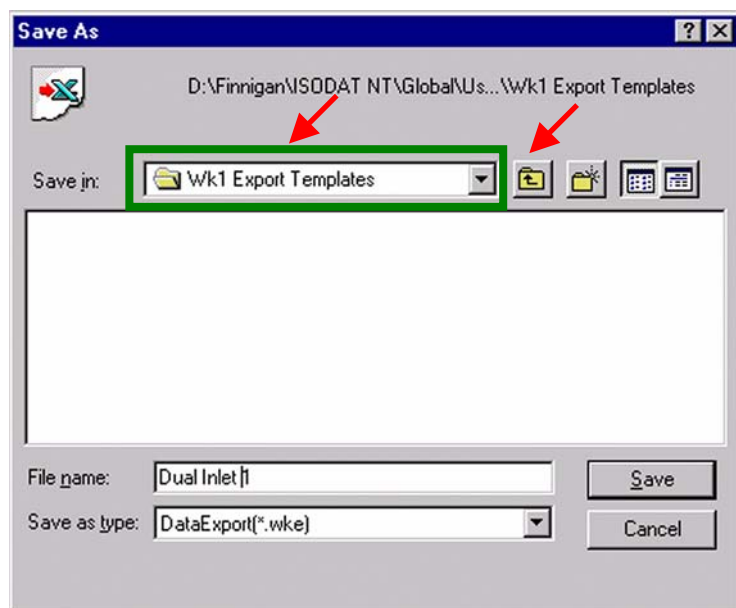 Save As
D:\Finnigan\ISODAT NT\Global\Us...\Wk1 Export Templates
Save in: Wk1 Export Templates
File name: Dual Inlet 1 Save
Save as type: DataExport(*.wke) Cancel